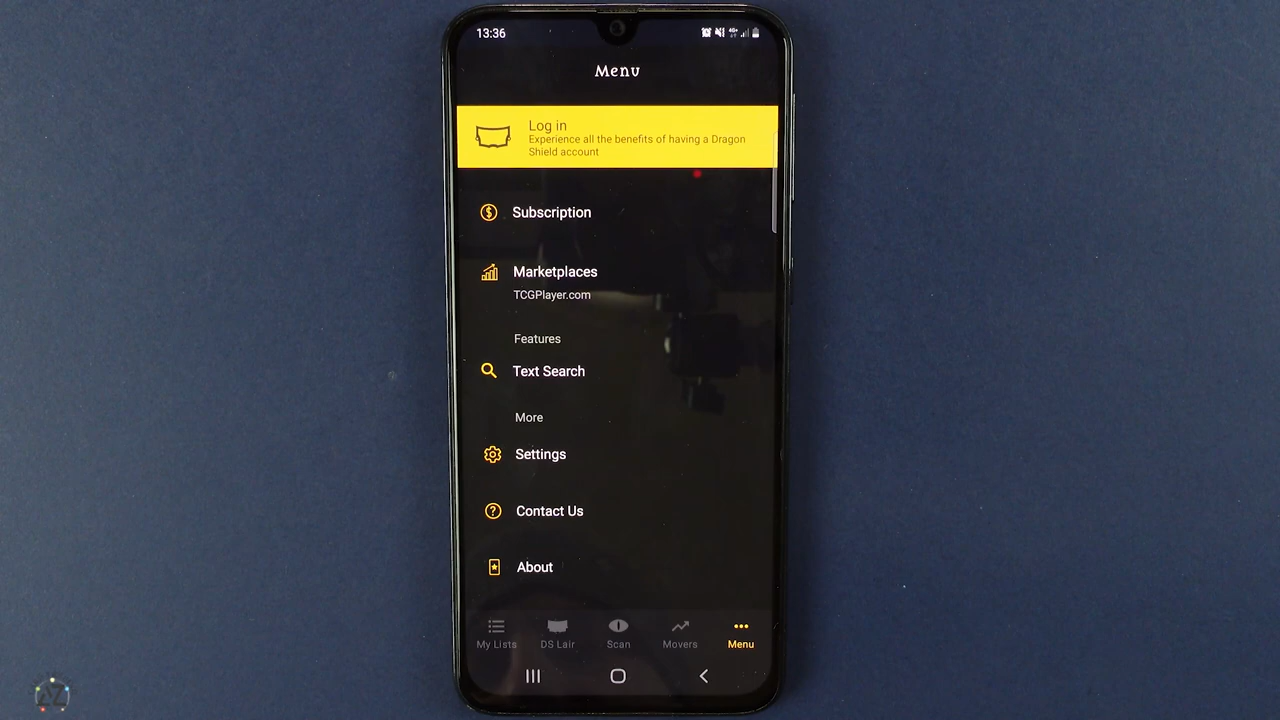 13:36
Menu
Log in
Experience all the benefits of having a Dragon
Shield account
Subscription
Marketplaces
TCGPlayer.com
Features
Text Search
More
Settings
Contact Us
About
My Lists DS Lair Scan Movers Menu